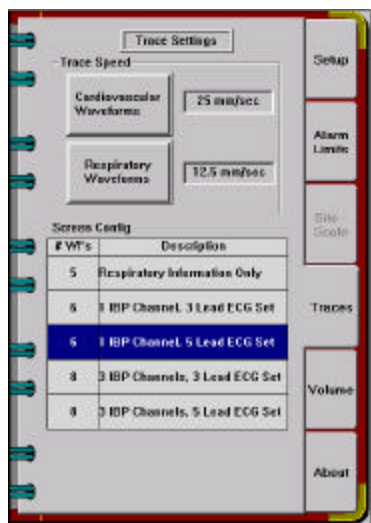 Trace Settings
Setup
Trace Speed
Cardiovascular
Waveforms
25 mm/sec
Alarm
Limits
Respiratory
Waveforms
12.5 mm/sec
Site
Scale
Screen Config
# Wf's Description
5 Respiratory Information Only
6 1 IBP Channel, 3 Lead ECG Set
Traces
6 1 IBP Channel, 5 Lead ECG Set
8 3 IBP Channels, 3 Lead ECG Set
Volume
8 3 IBP Channels, 5 Lead ECG Set
About